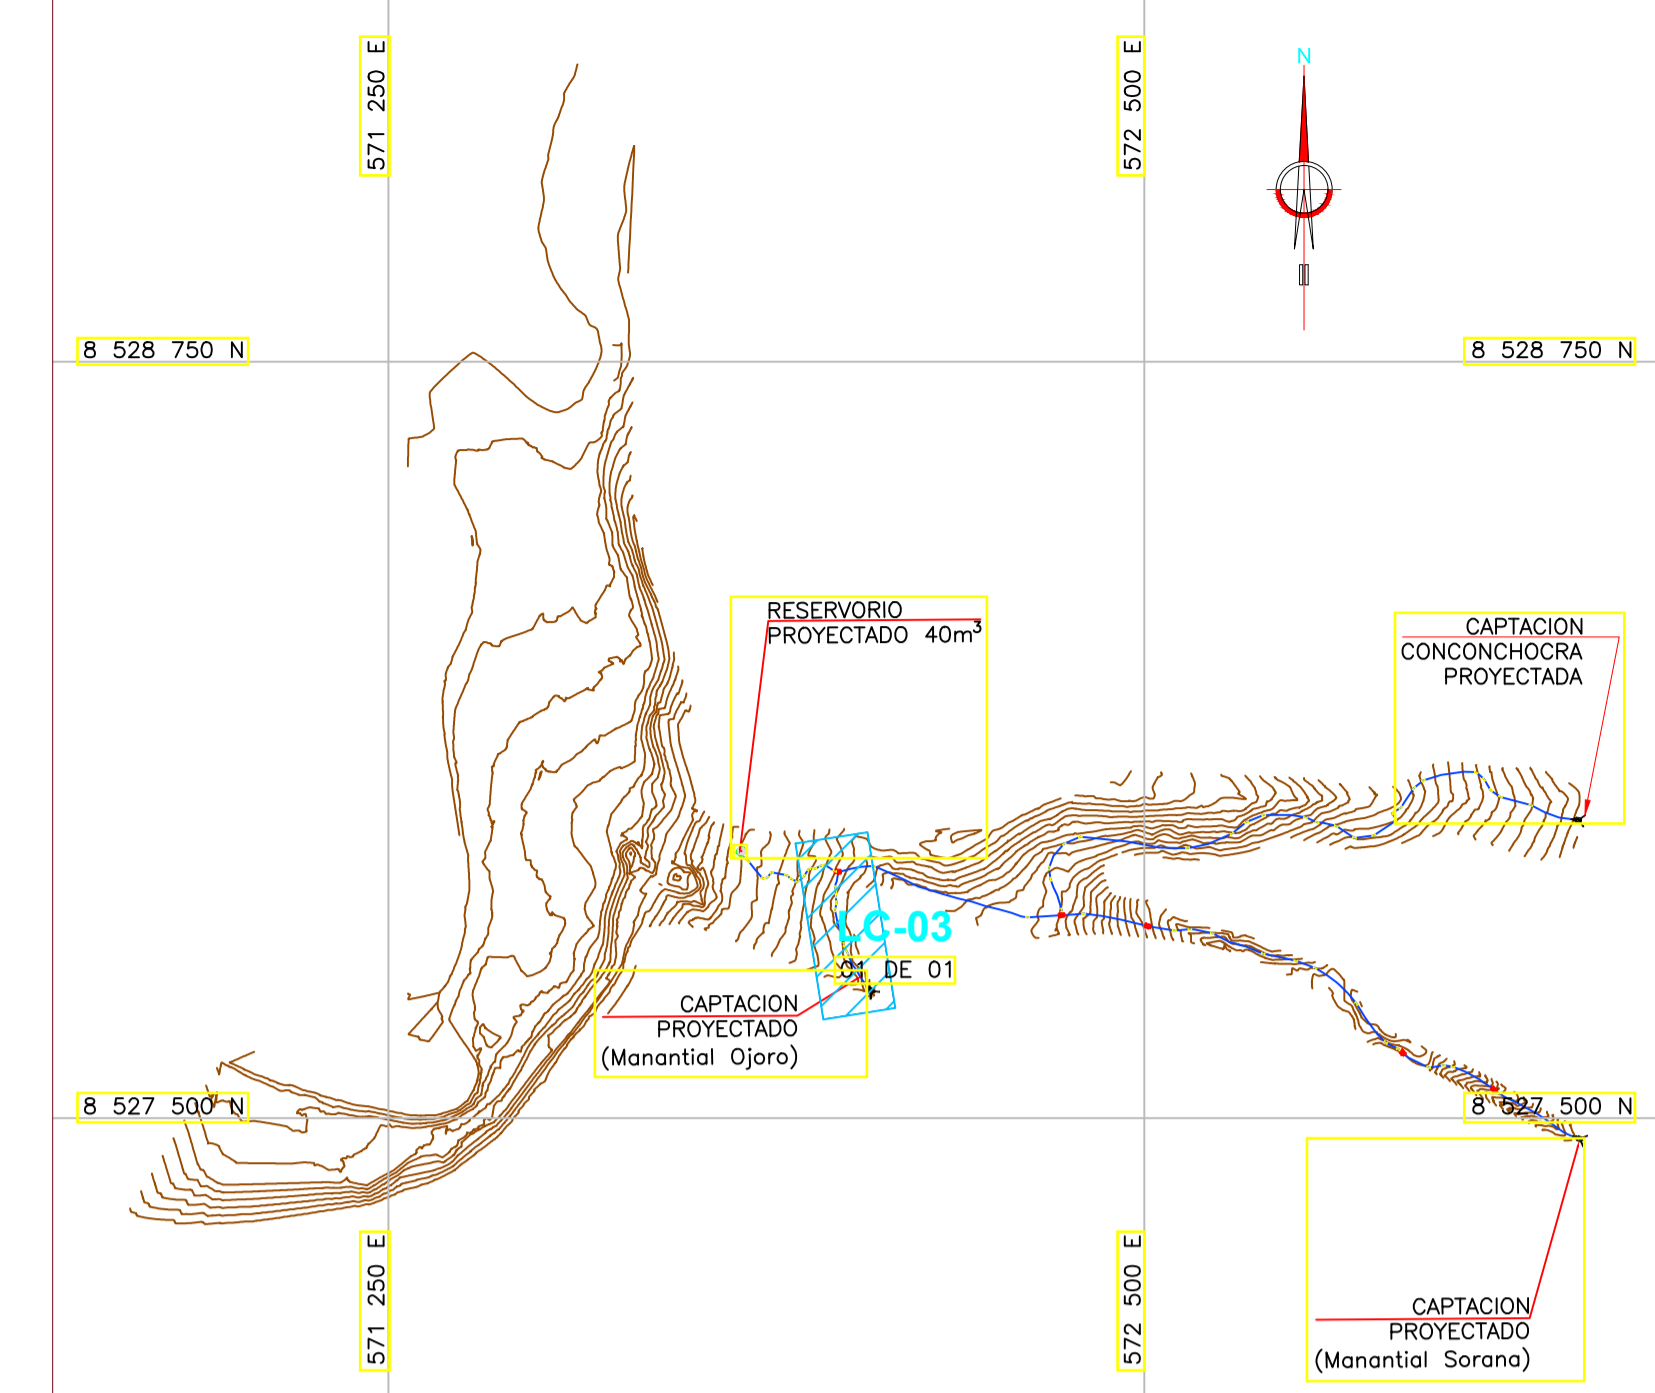 571 250 E
572 500 E
N
8 528 750 N
8 528 750 N
RESERVORIO
PROYECTADO 40m³
CAPTACION
CONCONCHOCRA
PROYECTADA
LC-03
01 DE 01
CAPTACION
PROYECTADO
(Manantial Ojoro)
8 527 500 N
8 527 500 N
571 250 E
572 500 E
CAPTACION
PROYECTADO
(Manantial Sorana)